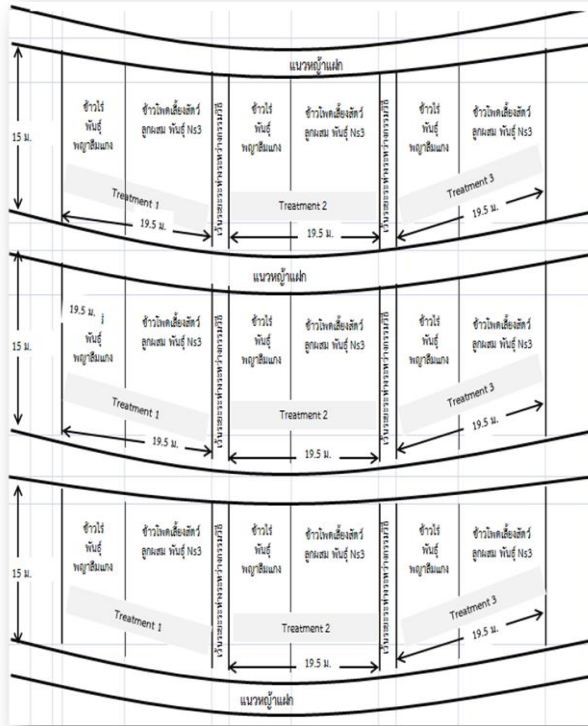 แนวหญ้าแฝก
15 ม.
ข้าวไร่
พันธุ์
พญาลืมแกง
ข้าวโพดเลี้ยงสัตว์
ลูกผสม พันธุ์ Ns3
ข้าวไร่
พันธุ์
พญาลืมแกง
ข้าวโพดเลี้ยงสัตว์
ลูกผสม พันธุ์ Ns3
ข้าวไร่
พันธุ์
พญาลืมแกง
ข้าวโพดเลี้ยงสัตว์
ลูกผสม พันธุ์ Ns3
Treatment 1
Treatment 2
Treatment 3
19.5 ม.
19.5 ม.
19.5 ม.
แนวหญ้าแฝก
15 ม.
19.5 ม.
พันธุ์
พญาลืมแกง
ข้าวโพดเลี้ยงสัตว์
ลูกผสม พันธุ์ Ns3
ข้าวไร่
พันธุ์
พญาลืมแกง
ข้าวโพดเลี้ยงสัตว์
ลูกผสม พันธุ์ Ns3
ข้าวไร่
พันธุ์
พญาลืมแกง
ข้าวโพดเลี้ยงสัตว์
ลูกผสม พันธุ์ Ns3
Treatment 1
Treatment 2
Treatment 3
19.5 ม.
19.5 ม.
19.5 ม.
15 ม.
ข้าวไร่
พันธุ์
พญาลืมแกง
ข้าวโพดเลี้ยงสัตว์
ลูกผสม พันธุ์ Ns3
ข้าวไร่
พันธุ์
พญาลืมแกง
ข้าวโพดเลี้ยงสัตว์
ลูกผสม พันธุ์ Ns3
ข้าวไร่
พันธุ์
พญาลืมแกง
ข้าวโพดเลี้ยงสัตว์
ลูกผสม พันธุ์ Ns3
Treatment 1
Treatment 2
Treatment 3
19.5 ม.
19.5 ม.
แนวหญ้าแฝก